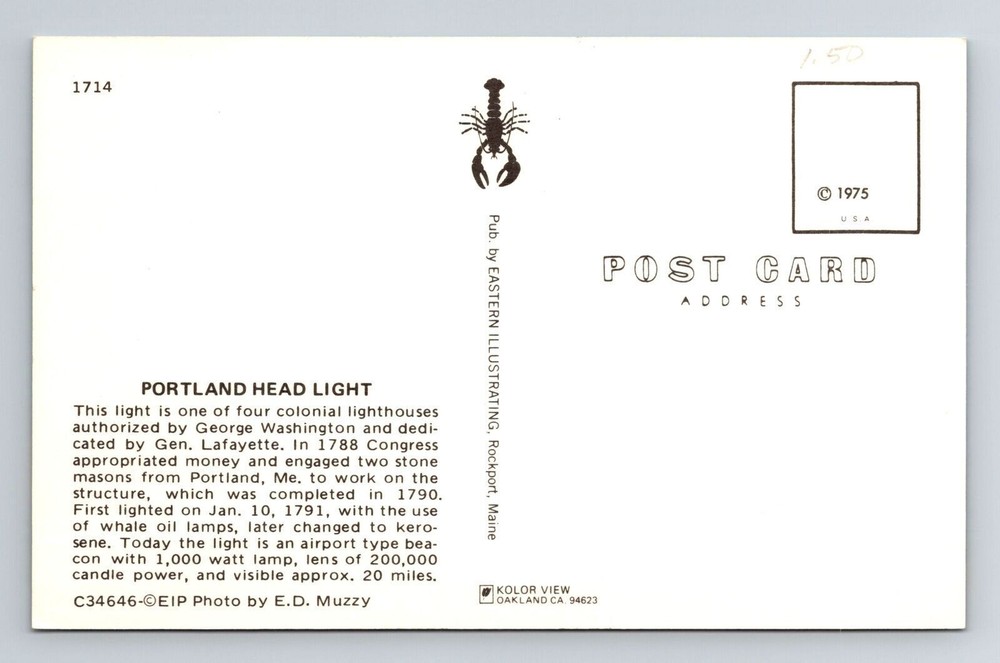 1714
1.50
© 1975
U S A
POST CARD
ADDRESS
Pub. by EASTERN ILLUSTRATING, Rockport, Maine
PORTLAND HEAD LIGHT
This light is one of four colonial lighthouses
authorized by George Washington and dedi-
cated by Gen. Lafayette. In 1788 Congress
appropriated money and engaged two stone
masons from Portland, Me. to work on the
structure, which was completed in 1790.
First lighted on Jan. 10, 1791, with the use
of whale oil lamps, later changed to kero-
sene. Today the light is an airport type bea-
con with 1,000 watt lamp, lens of 200,000
candle power, and visible approx. 20 miles.
C34646-©EIP Photo by E.D. Muzzy
KOLOR VIEW
OAKLAND CA. 94623